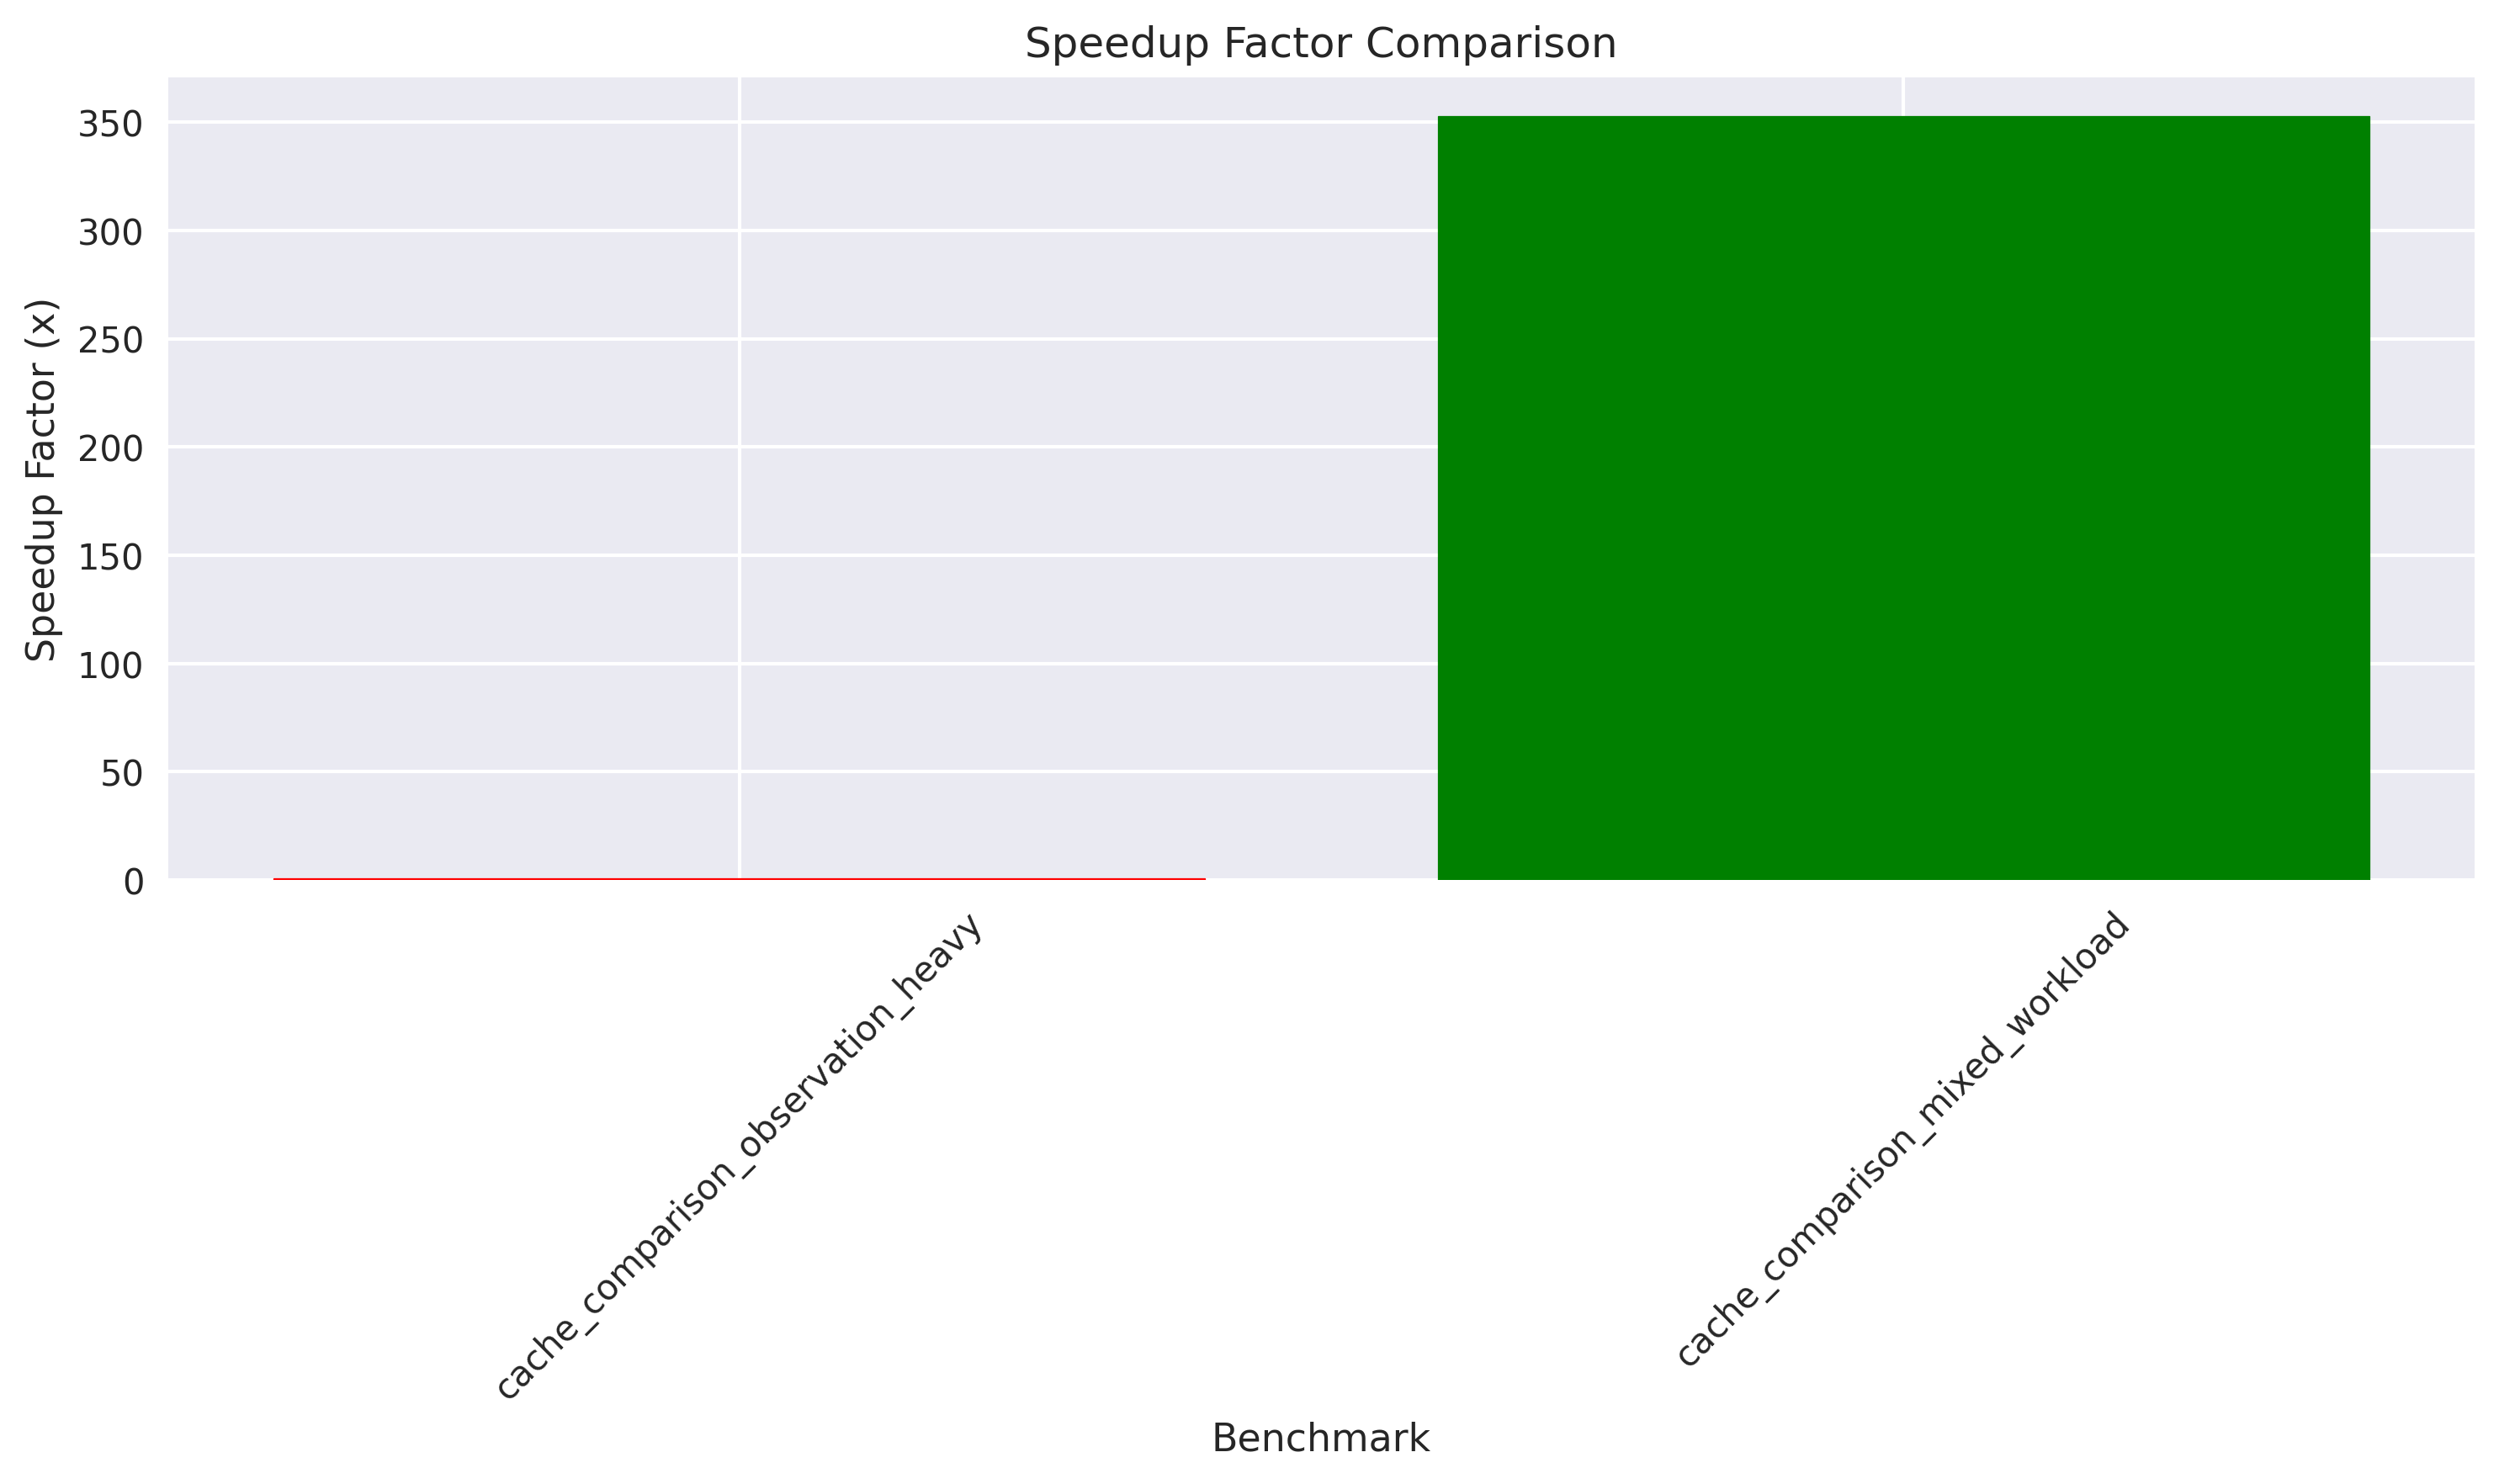 Speedup Factor Comparison
Speedup Factor (x)
350
300
250
200
150
100
50
0
cache_comparison_observation_heavy
cache_comparison_mixed_workload
Benchmark